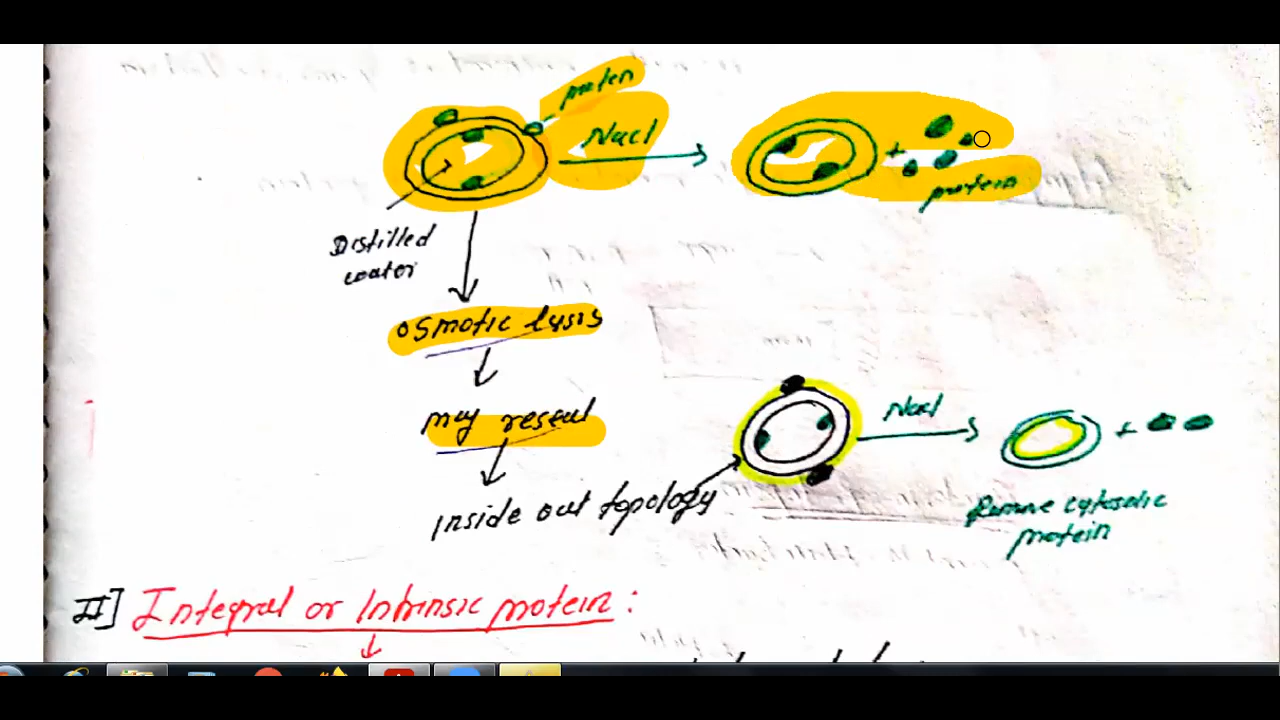 protein
Nacl
+
protein
Distilled
water
osmotic lysis
may reseal
Inside out topology
Nacl
+
Remove cytosolic
protein
II] Integral or Intrinsic protein :